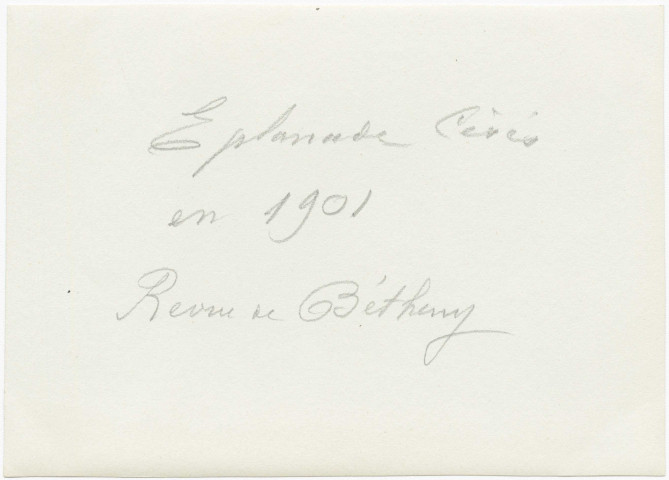 Esplanade Cérès
en 1901
Revue de Bétheny